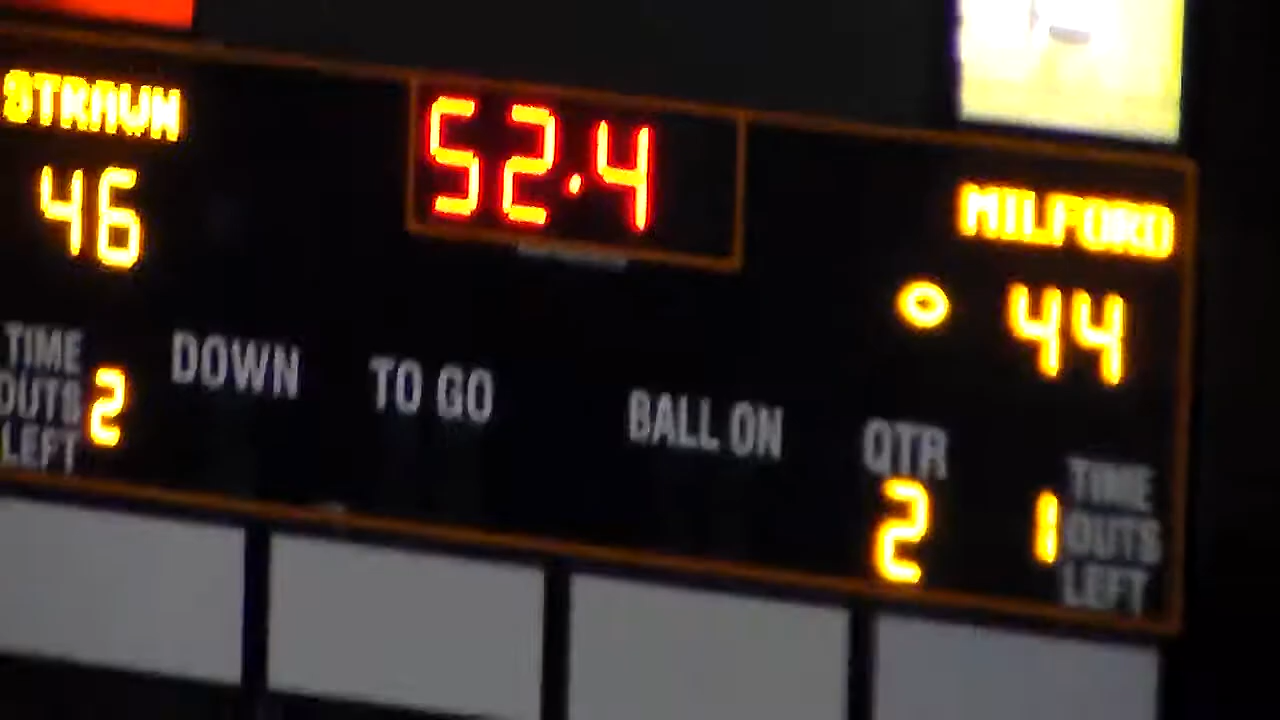 STRAWN
52.4
MILFORD
46
44
TIME OUTS LEFT
2
DOWN
TO GO
BALL ON
QTR
2
1
TIME OUTS LEFT